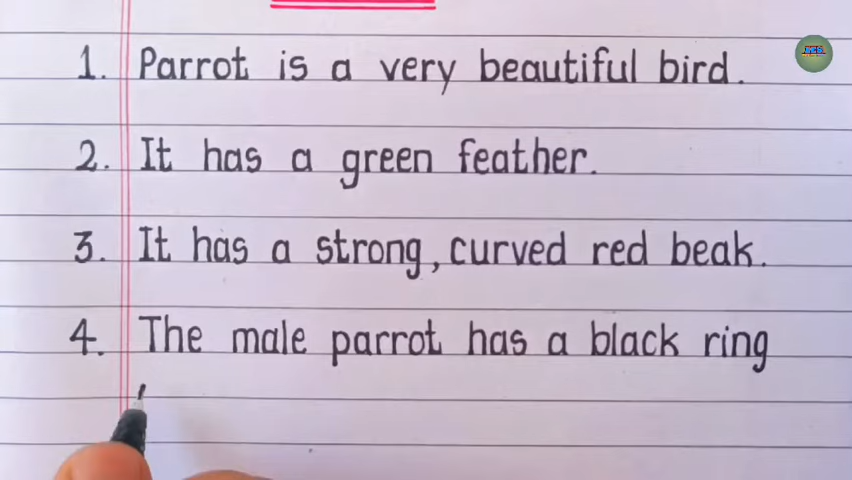 1. Parrot is a very beautiful bird.
2. It has a green feather.
3. It has a strong, curved red beak.
4. The male parrot has a black ring